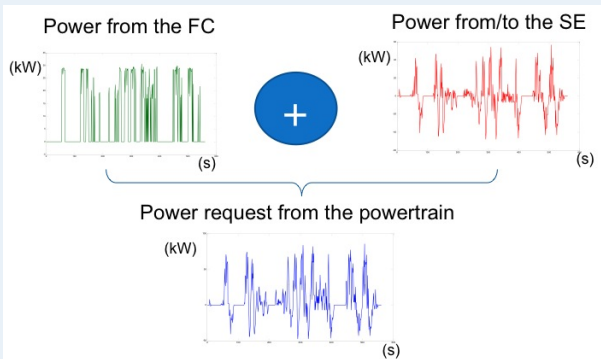 Power from the FC
Power from/to the SE
(kW)
(kW)
+
(s)
(s)
Power request from the powertrain
(kW)
(s)